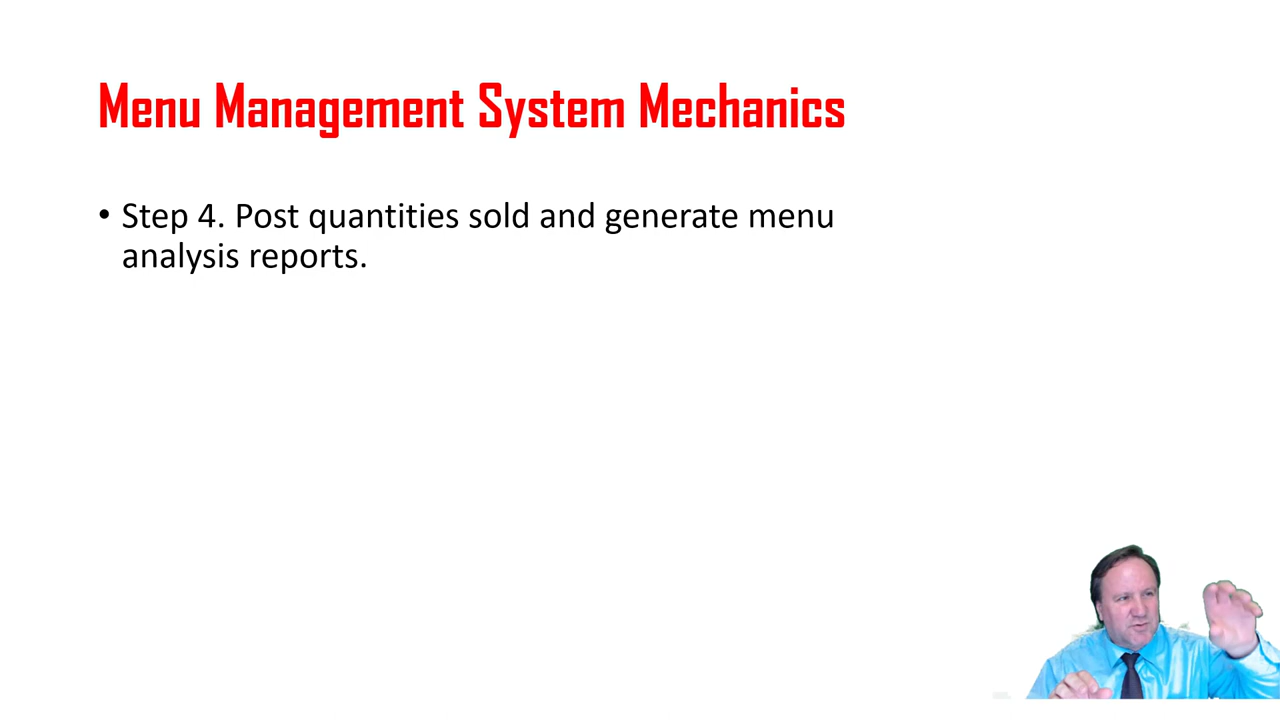 Menu Management System Mechanics
• Step 4. Post quantities sold and generate menu
analysis reports.